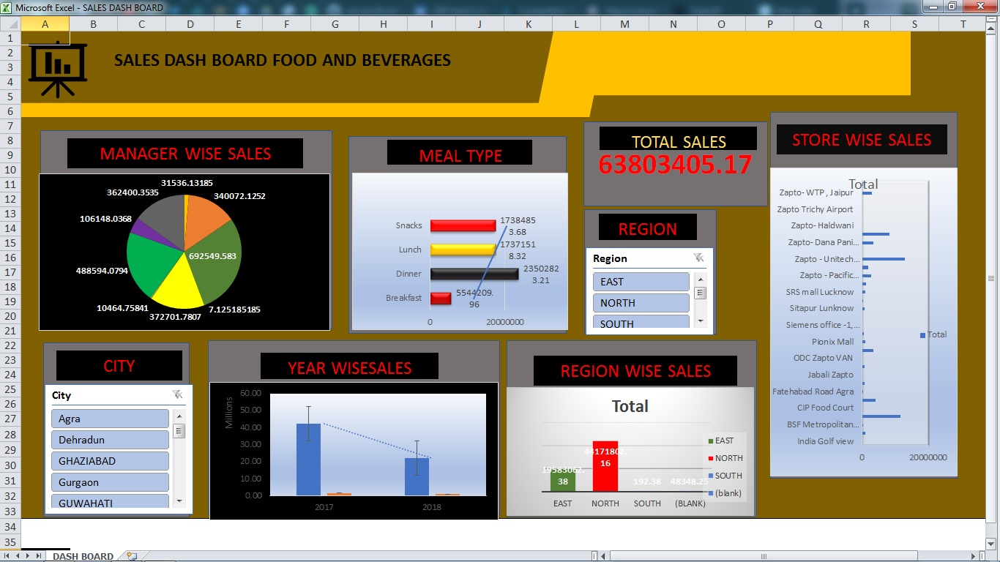 Microsoft Excel - SALES DASH BOARD
A B C D E F G H I J K L M N O P Q R S T
1
2
3
4
5
6
7
8
9
10
11
12
13
14
15
16
17
18
19
20
21
22
23
24
25
26
27
28
29
30
31
32
33
34
35
SALES DASH BOARD FOOD AND BEVERAGES
MANAGER WISE SALES
31536.13185
362400.3535
340072.1252
106148.0368
692549.583
488594.0794
10464.75841
7.125185185
372701.7807
MEAL TYPE
Snacks
1738485
3.68
Lunch
1737151
8.32
Dinner
2350282
3.21
Breakfast
5544209.
96
0 20000000
TOTAL SALES
63803405.17
REGION
Region
EAST
NORTH
SOUTH
STORE WISE SALES
Total
Zapto- WTP , Jaipur
Zapto Trichy Airport
Zapto- Haldwani
Zapto- Dana Pani...
Zapto - Unitech...
Zapto - Pacific...
SRS mall Lucknow
Sitapur Lunknow
Siemens office -1,...
Pionix Mall
ODC Zapto VAN
Jabali Zapto
Fatehabad Road Agra
CIP Food Court
BSF Metropolitan...
India Golf view
0 20000000
Total
CITY
City
Agra
Dehradun
GHAZIABAD
Gurgaon
GUWAHATI
YEAR WISESALES
Millions
60.00
50.00
40.00
30.00
20.00
10.00
0.00
2017 2018
REGION WISE SALES
Total
19583062.
38
44171802.
16
192.38
48348.25
EAST NORTH SOUTH (BLANK)
EAST
NORTH
SOUTH
(blank)
DASH BOARD